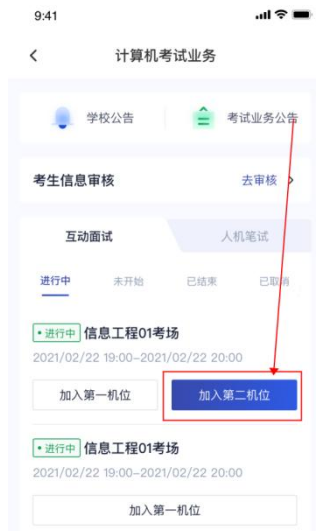 9:41
计算机考试业务
学校公告 考试业务公告
考生信息审核 去审核
互动面试 人机笔试
进行中 未开始 已结束 已取消
进行中 信息工程01考场
2021/02/22 19:00-2021/02/22 20:00
加入第一机位 加入第二机位
进行中 信息工程01考场
2021/02/22 19:00-2021/02/22 20:00
加入第一机位